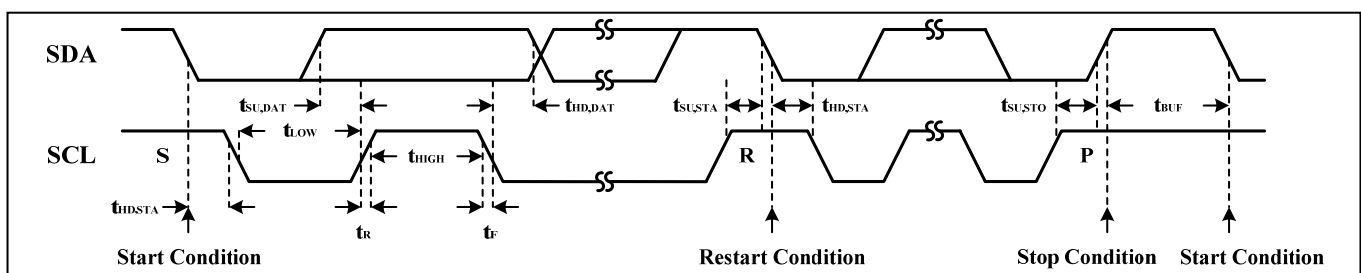 SDA
tSU,DAT
tHD,DAT
tSU,STA
tHD,STA
tSU,STO
tBUF
tLOW
SCL
S
tHIGH
R
P
tHD,STA
tR
tF
Start Condition
Restart Condition
Stop Condition
Start Condition